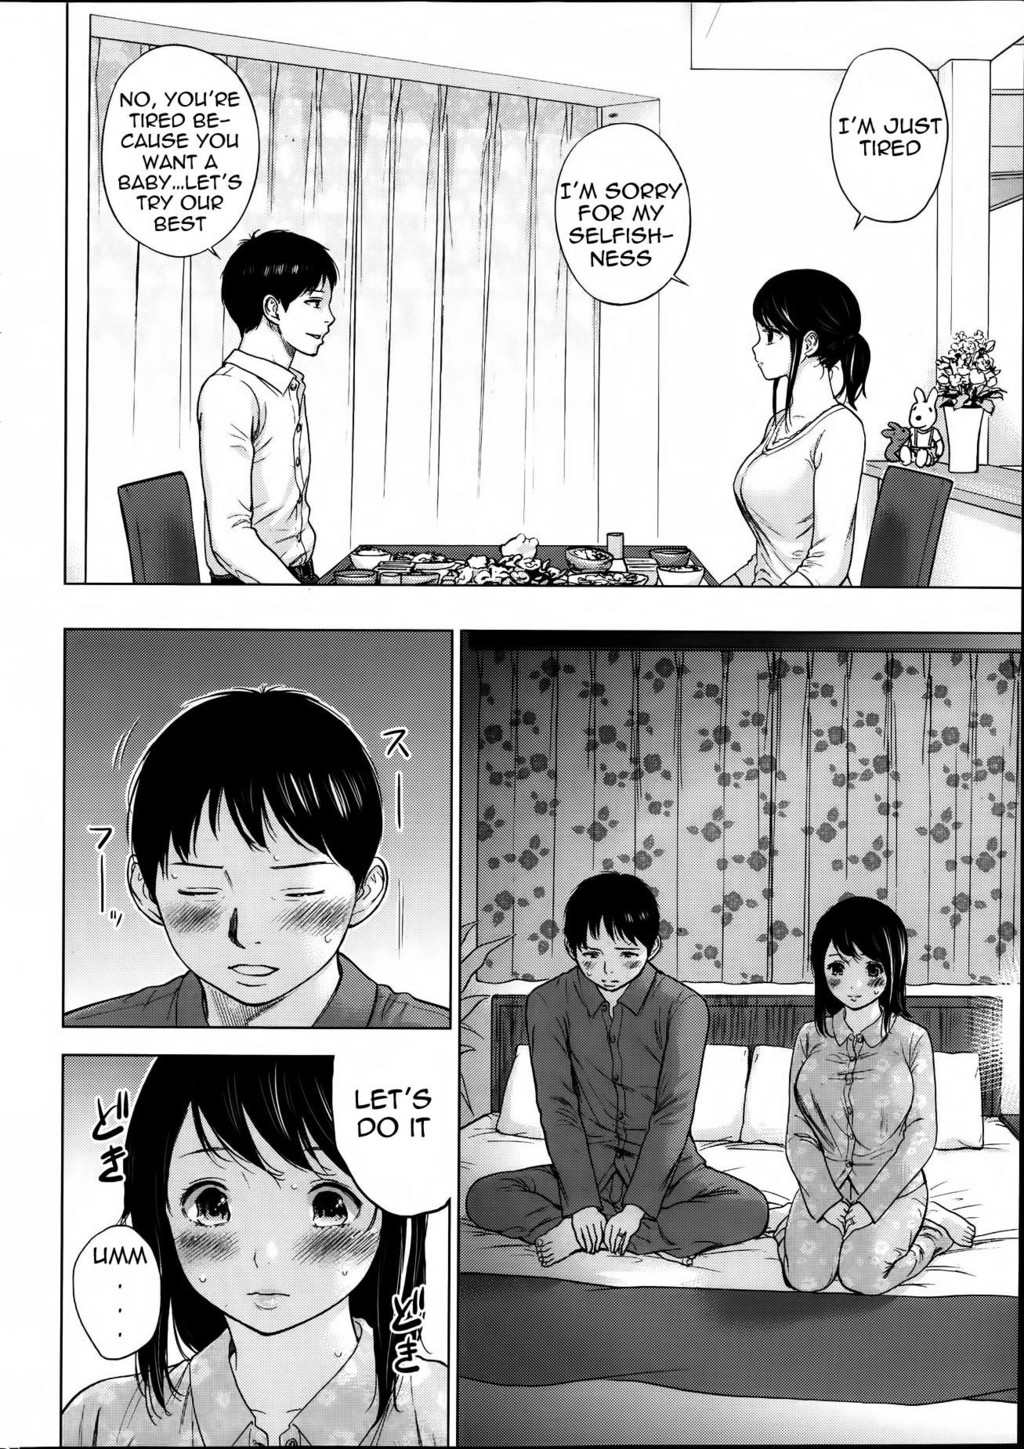 I'M JUST
TIRED
I'M SORRY
FOR MY
SELFISH-
NESS
NO, YOU'RE
TIRED BE-
CAUSE YOU
WANT A
BABY...LET'S
TRY OUR
BEST
スー
フーッ
LET'S
DO IT
UMM
...
どき
どき